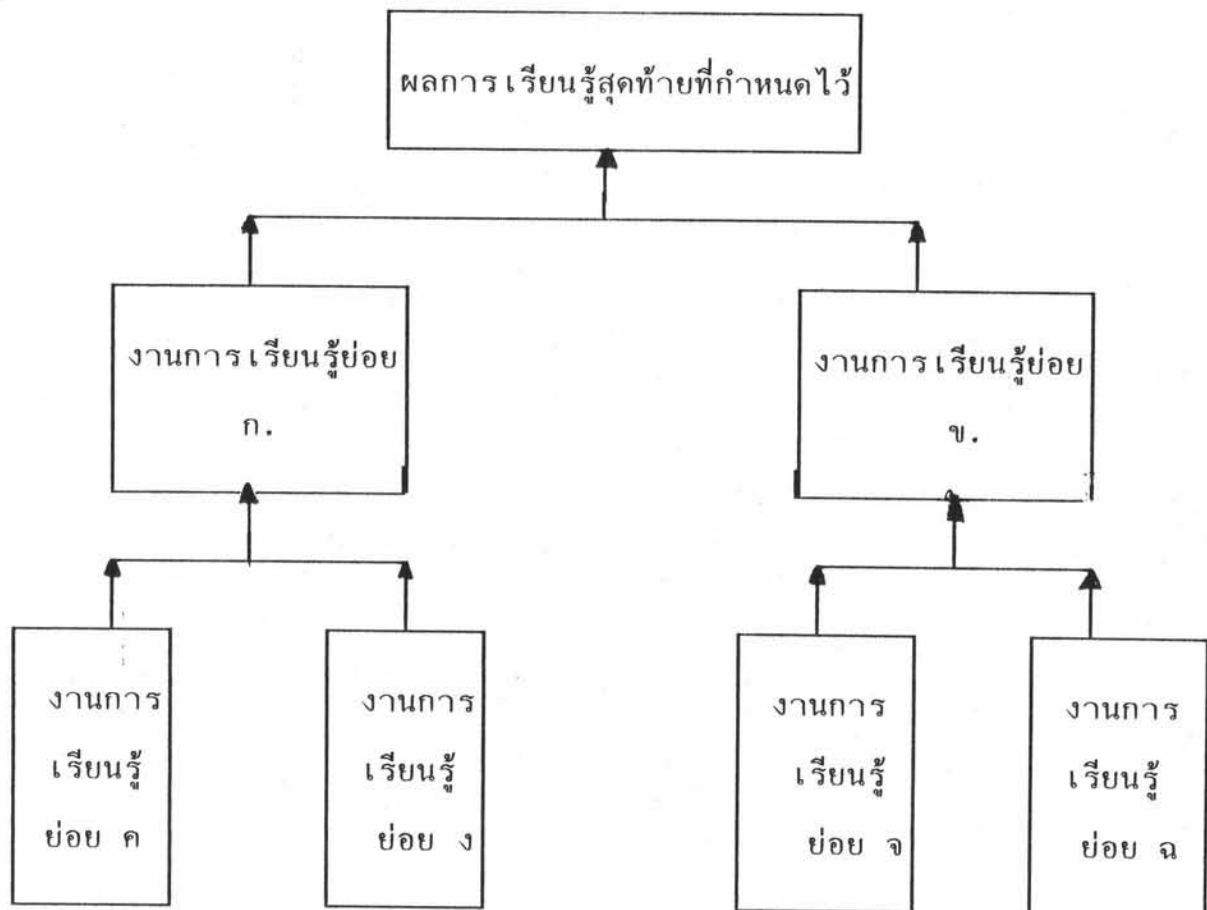 ผลการเรียนรู้สุดท้ายที่กำหนดไว้
งานการเรียนรู้ย่อย
ก.
งานการเรียนรู้ย่อย
ข.
งานการ
เรียนรู้
ย่อย ค
งานการ
เรียนรู้
ย่อย ง
งานการ
เรียนรู้
ย่อย จ
งานการ
เรียนรู้
ย่อย ฉ